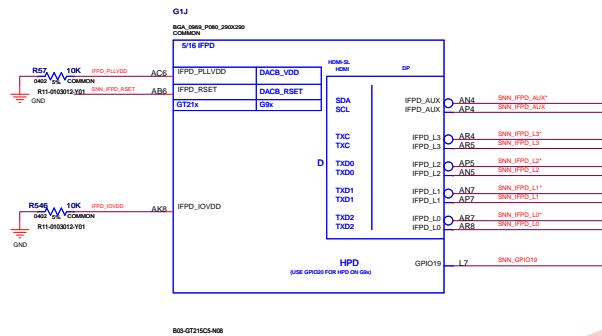 G1J
BGA_0969_P080_290X290
COMMON
5/16 IFPD
HDMI-SL
HDMI DP
R57 10K IFPD_PLLVDD AC6 IFPD_PLLVDD DACB_VDD
0402 5% COMMON
R11-0103012-Y01 SNN_IFPD_RSET AB6 IFPD_RSET DACB_RSET
GND
GT21x G9x
SDA IFPD_AUX AN4 SNN_IFPD_AUX*
SCL IFPD_AUX AP4 SNN_IFPD_AUX
TXC IFPD_L3 AR4 SNN_IFPD_L3*
TXC IFPD_L3 AR5 SNN_IFPD_L3
D TXD0 IFPD_L2 AP5 SNN_IFPD_L2*
TXD0 IFPD_L2 AN5 SNN_IFPD_L2
TXD1 IFPD_L1 AN7 SNN_IFPD_L1*
TXD1 IFPD_L1 AP7 SNN_IFPD_L1
R546 10K IFPD_IOVDD AK8 IFPD_IOVDD
0402 5% COMMON
R11-0103012-Y01
GND
TXD2 IFPD_L0 AR7 SNN_IFPD_L0*
TXD2 IFPD_L0 AR8 SNN_IFPD_L0
HPD GPIO19 L7 SNN_GPIO19
(USE GPIO20 FOR HPD ON G9x)
B03-GT215C5-N08